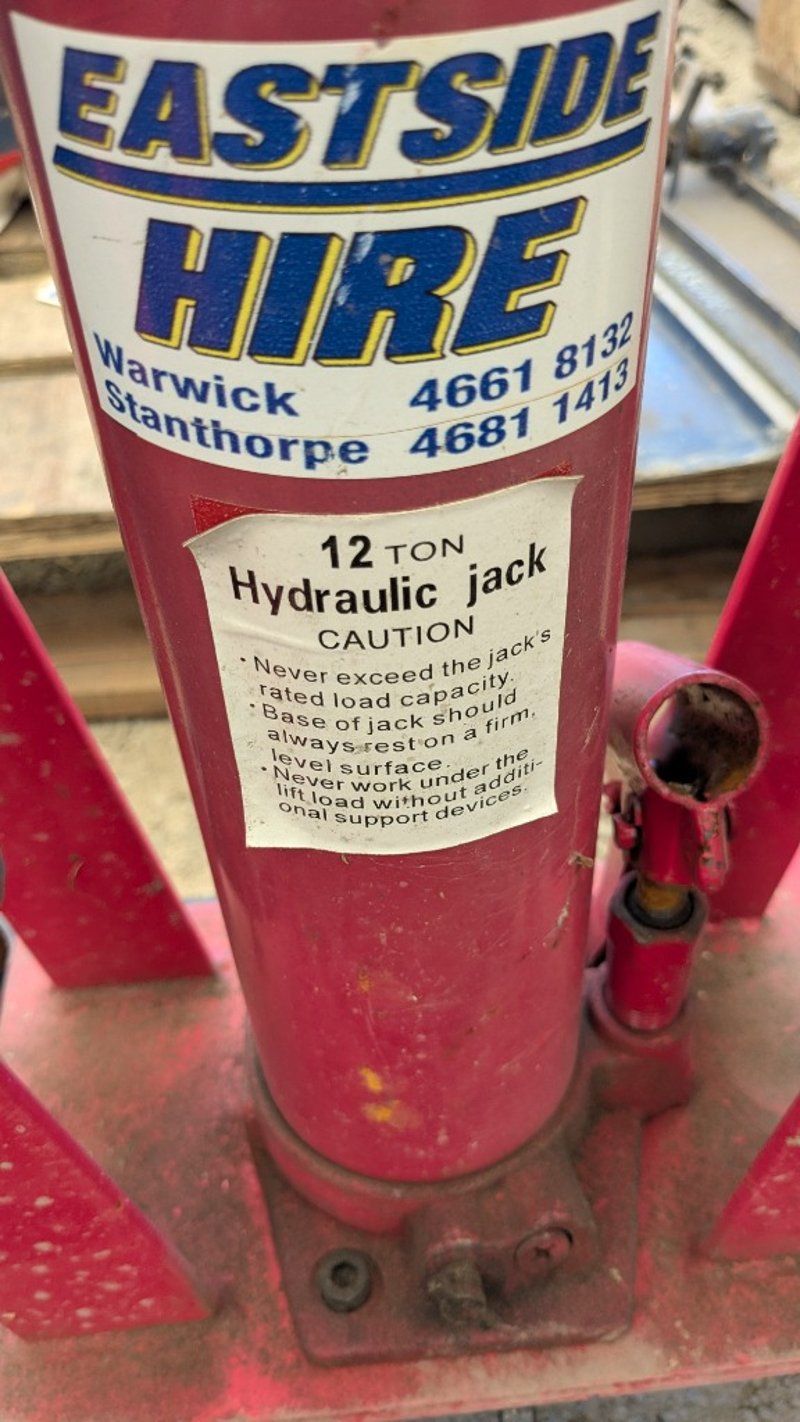 EASTSIDE
HIRE
Warwick 4661 8132
Stanthorpe 4681 1413
12 TON
Hydraulic jack
CAUTION
• Never exceed the jack's
rated load capacity.
• Base of jack should
always rest on a firm,
level surface.
• Never work under the
lift load without additi-
onal support devices.